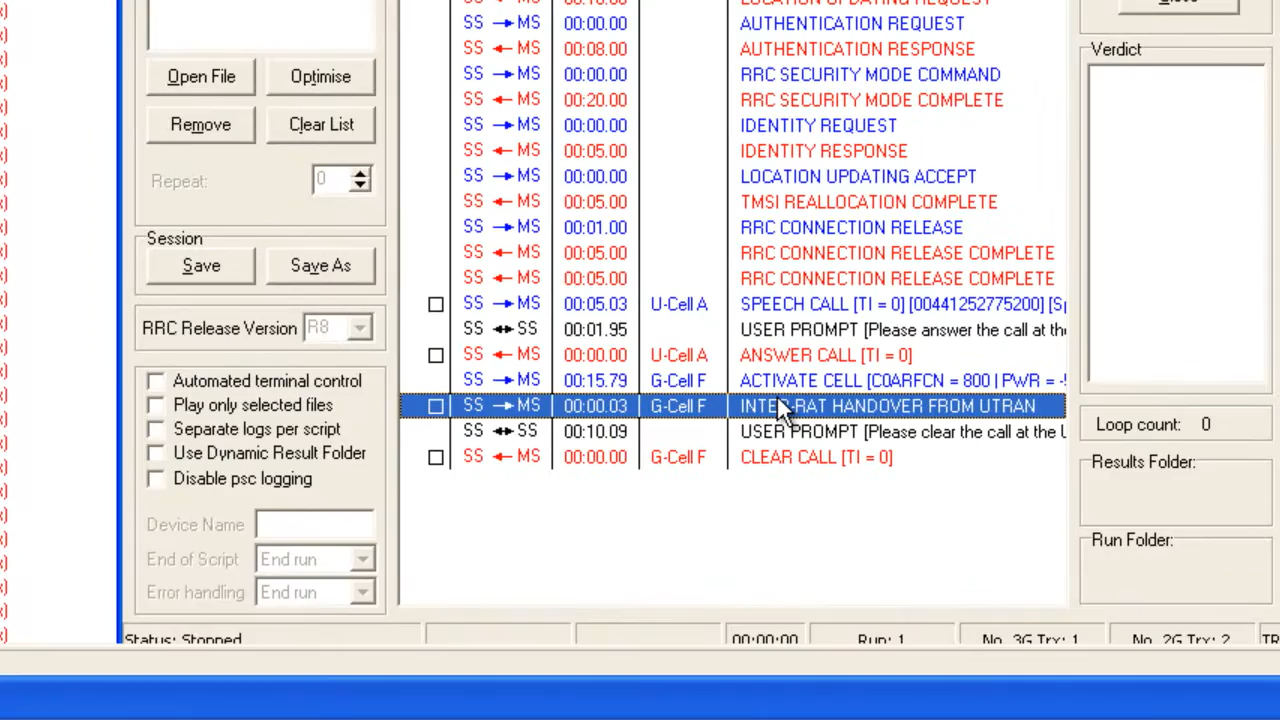 LOCATION UPDATING REQUEST
SS MS 00:00.00 AUTHENTICATION REQUEST
Close
SS MS 00:08.00 AUTHENTICATION RESPONSE
Verdict
Open File Optimise
SS MS 00:00.00 RRC SECURITY MODE COMMAND
SS MS 00:20.00 RRC SECURITY MODE COMPLETE
Remove Clear List
SS MS 00:00.00 IDENTITY REQUEST
SS MS 00:05.00 IDENTITY RESPONSE
Repeat: 0
SS MS 00:00.00 LOCATION UPDATING ACCEPT
SS MS 00:05.00 TMSI REALLOCATION COMPLETE
SS MS 00:01.00 RRC CONNECTION RELEASE
Session
SS MS 00:05.00 RRC CONNECTION RELEASE COMPLETE
Save Save As
SS MS 00:05.00 RRC CONNECTION RELEASE COMPLETE
SS MS 00:05.03 U-Cell A SPEECH CALL [TI = 0] [00441252775200] [Sp
RRC Release Version R8
SS SS 00:01.95 USER PROMPT [Please answer the call at the
SS MS 00:00.00 U-Cell A ANSWER CALL [TI = 0]
Automated terminal control
SS MS 00:15.79 G-Cell F ACTIVATE CELL [C0ARFCN = 800 | PWR = -5
Play only selected files
SS MS 00:00.03 G-Cell F INTER-RAT HANDOVER FROM UTRAN
Separate logs per script
SS SS 00:10.09 USER PROMPT [Please clear the call at the U
Loop count: 0
Use Dynamic Result Folder
SS MS 00:00.00 G-Cell F CLEAR CALL [TI = 0]
Results Folder:
Disable psc logging
Device Name
Run Folder:
End of Script End run
Error handling End run
Status: Stopped 00:00:00 Run: 1 No. 3G Trx: 1 No. 2G Trx: 2 TR